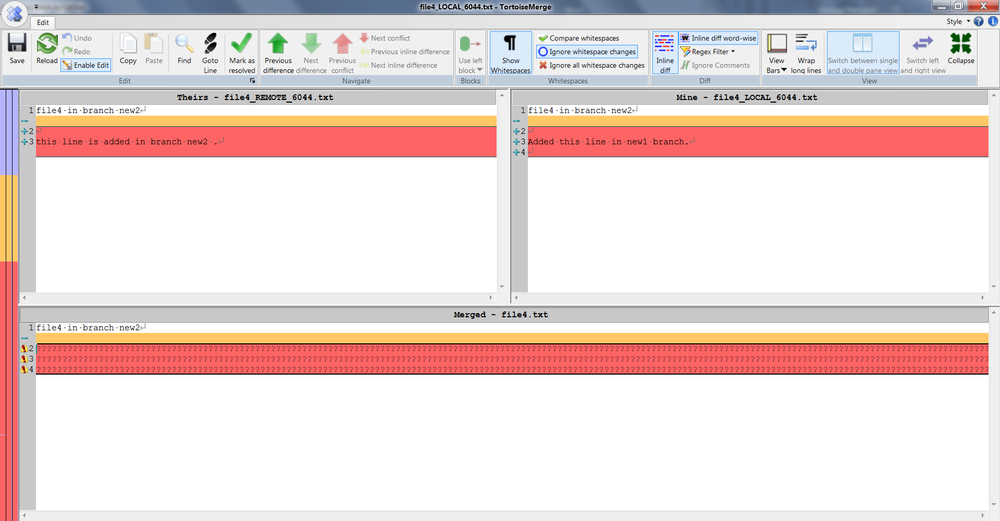 file4_LOCAL_6044.txt - TortoiseMerge
Edit
Style
Save
Reload
Undo
Redo
Enable Edit
Copy
Paste
Find
Goto Line
Mark as resolved
Edit
Previous difference
Next difference
Previous conflict
Next conflict
Previous inline difference
Next inline difference
Navigate
Use left block
Blocks
Show Whitespaces
Compare whitespaces
Ignore whitespace changes
Ignore all whitespace changes
Whitespaces
Inline diff
Inline diff word-wise
Regex Filter
Ignore Comments
Diff
View Bars
Wrap long lines
Switch between single and double pane view
Switch left and right view
Collapse
View
Theirs - file4_REMOTE_6044.txt
1 file4·in·branch·new2↵
2 ↵
3 this·line·is·added·in·branch·new2·.↵
Mine - file4_LOCAL_6044.txt
1 file4·in·branch·new2↵
2 ↵
3 Added·this·line·in·new1·branch.↵
4 ↵
Merged - file4.txt
1 file4·in·branch·new2↵
2
3
4